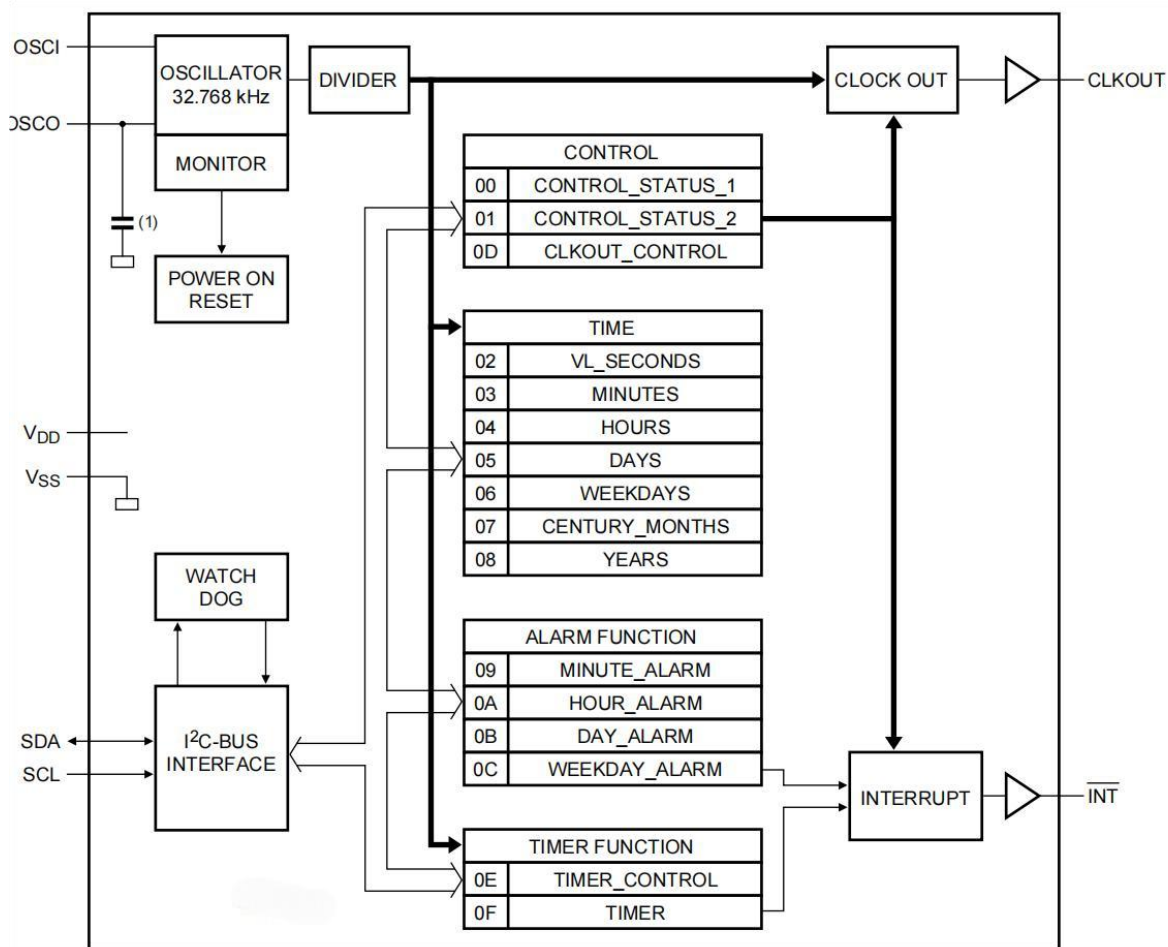 OSCI
OSCILLATOR
32.768 kHz
DIVIDER
CLOCK OUT
CLKOUT
OSCO
MONITOR
(1)
POWER ON
RESET
CONTROL
00 CONTROL_STATUS_1
01 CONTROL_STATUS_2
0D CLKOUT_CONTROL
TIME
02 VL_SECONDS
03 MINUTES
04 HOURS
05 DAYS
06 WEEKDAYS
07 CENTURY_MONTHS
08 YEARS
VDD
VSS
WATCH
DOG
ALARM FUNCTION
09 MINUTE_ALARM
0A HOUR_ALARM
0B DAY_ALARM
0C WEEKDAY_ALARM
SDA
SCL
I²C-BUS
INTERFACE
INTERRUPT
INT
TIMER FUNCTION
0E TIMER_CONTROL
0F TIMER